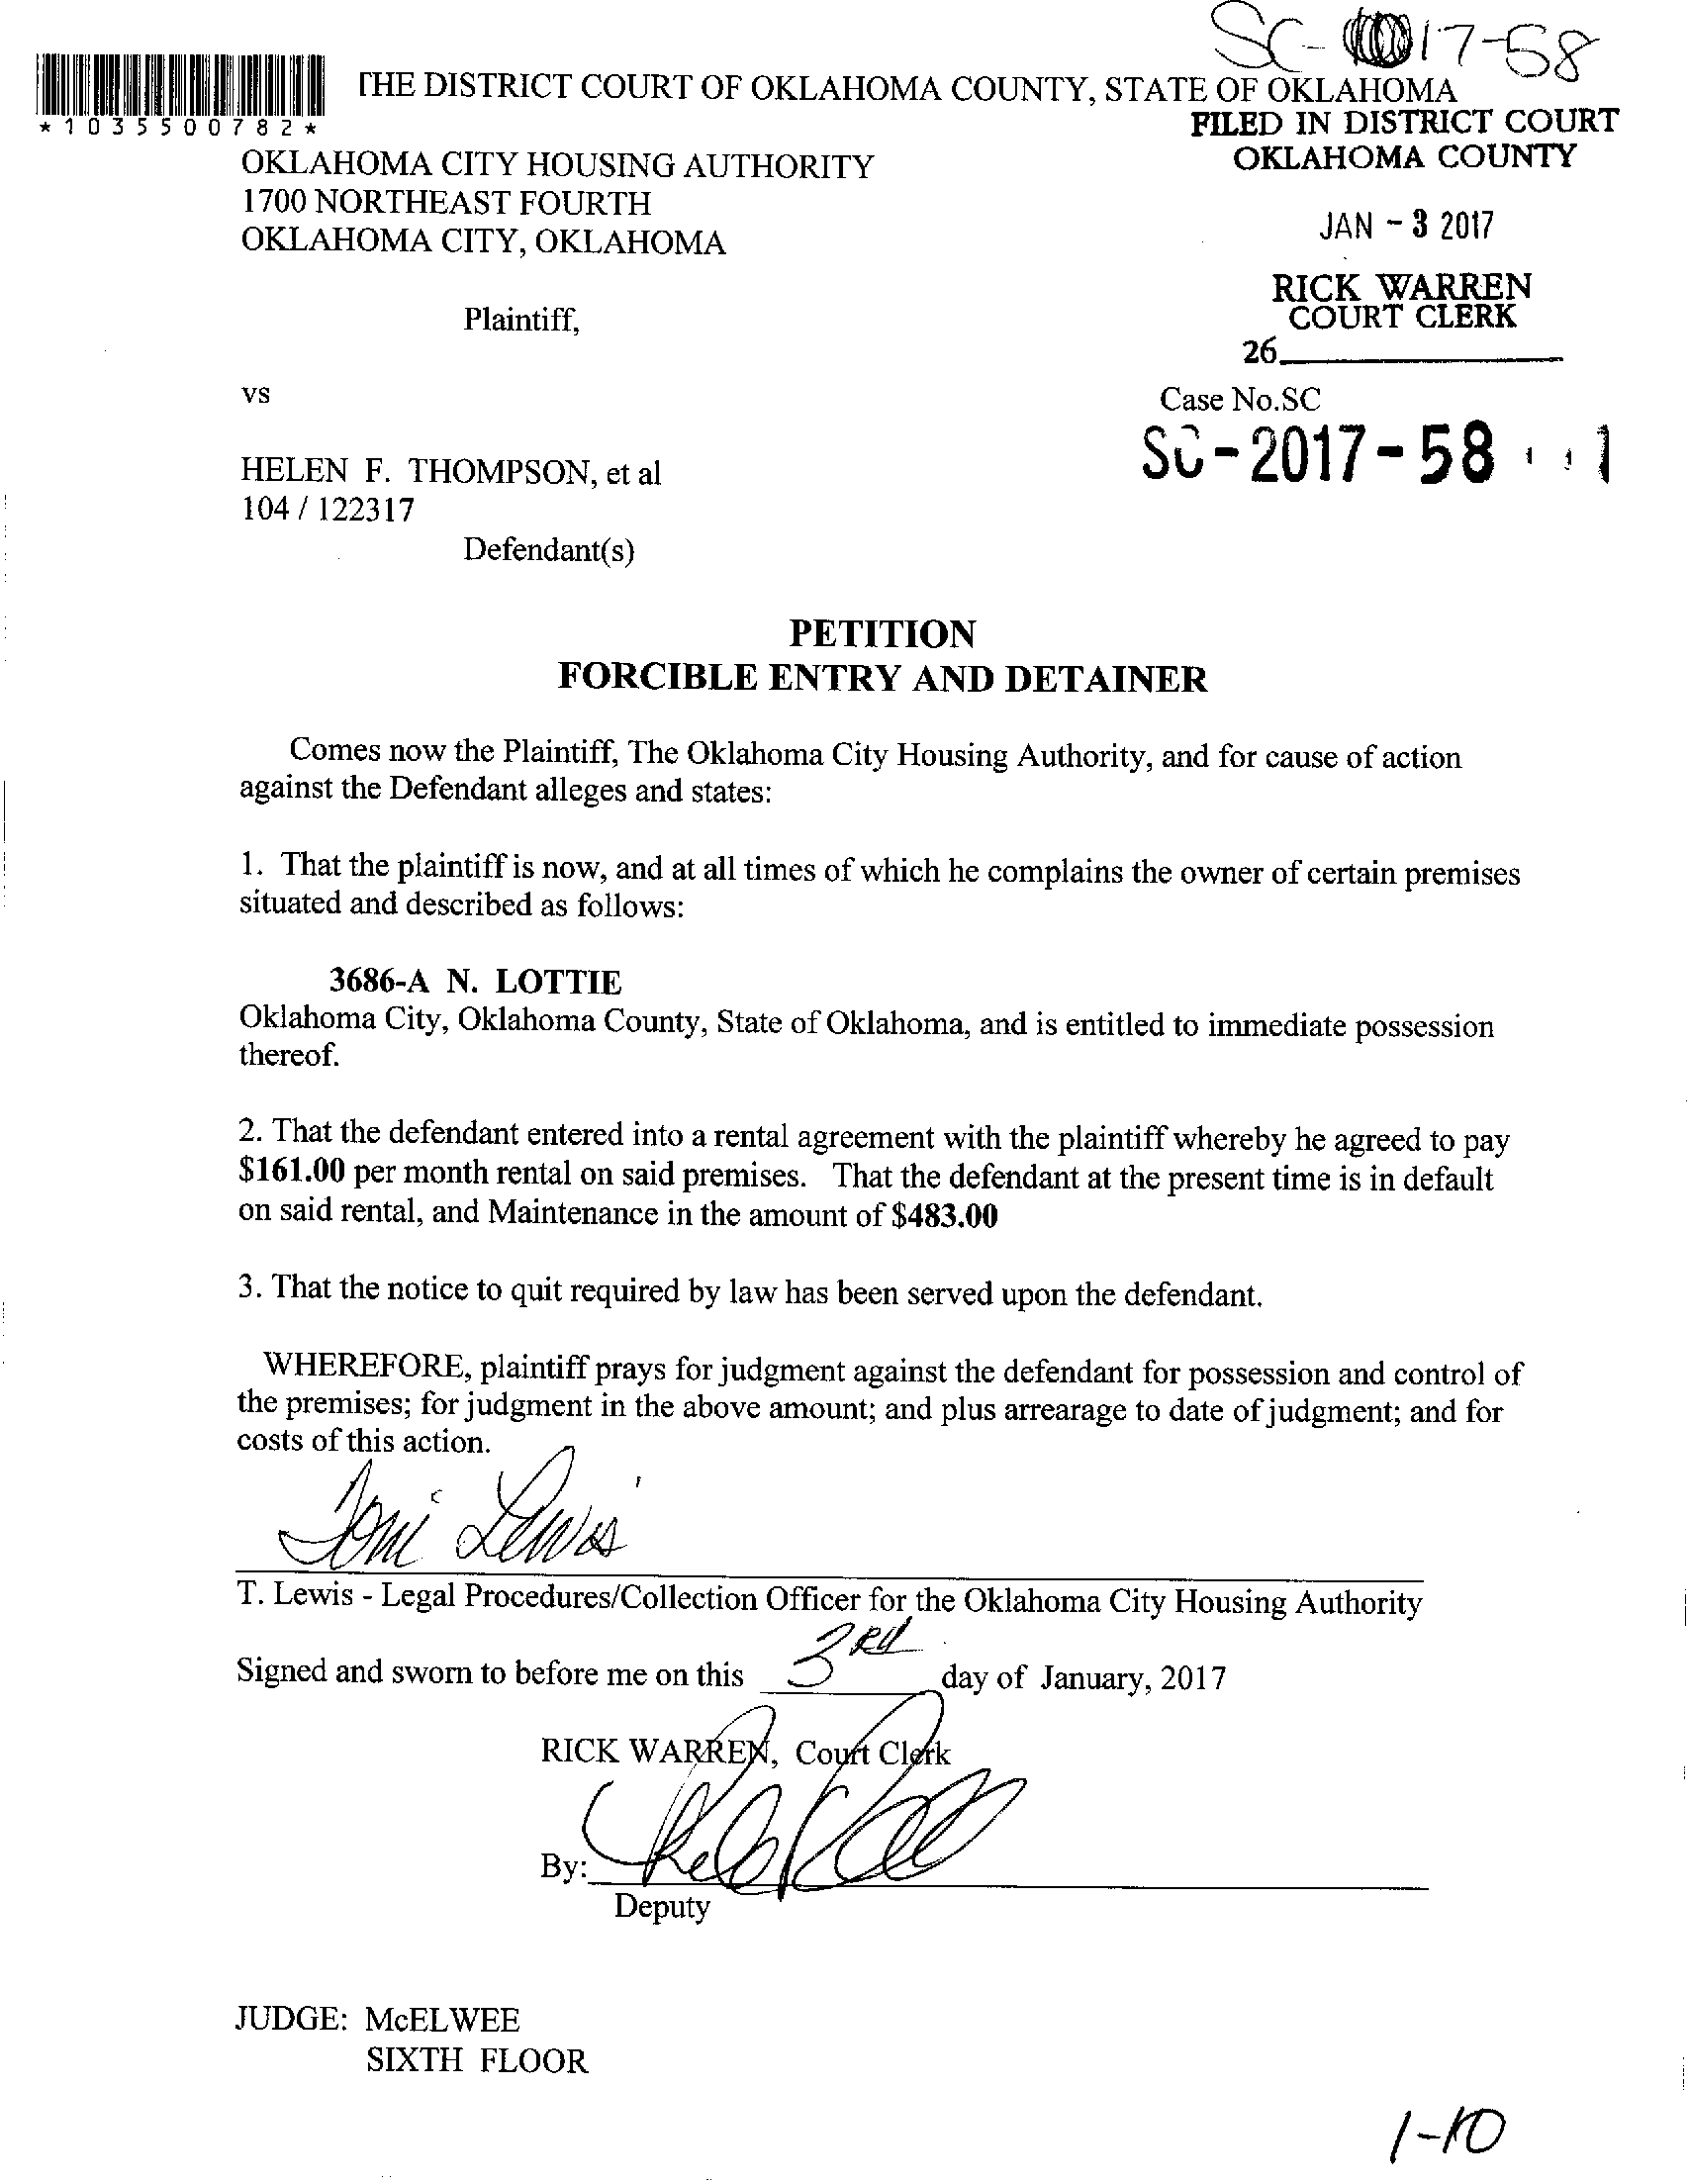 SC-17-58
THE DISTRICT COURT OF OKLAHOMA COUNTY, STATE OF OKLAHOMA
*1035500782*
FILED IN DISTRICT COURT
OKLAHOMA COUNTY
OKLAHOMA CITY HOUSING AUTHORITY
1700 NORTHEAST FOURTH
OKLAHOMA CITY, OKLAHOMA
JAN - 3 2017
RICK WARREN
COURT CLERK
Plaintiff,
26
vs
Case No.SC
SC-2017-58
HELEN F. THOMPSON, et al
104 / 122317
Defendant(s)
PETITION
FORCIBLE ENTRY AND DETAINER
Comes now the Plaintiff, The Oklahoma City Housing Authority, and for cause of action
against the Defendant alleges and states:
1. That the plaintiff is now, and at all times of which he complains the owner of certain premises
situated and described as follows:
3686-A N. LOTTIE
Oklahoma City, Oklahoma County, State of Oklahoma, and is entitled to immediate possession
thereof.
2. That the defendant entered into a rental agreement with the plaintiff whereby he agreed to pay
$161.00 per month rental on said premises. That the defendant at the present time is in default
on said rental, and Maintenance in the amount of $483.00
3. That the notice to quit required by law has been served upon the defendant.
WHEREFORE, plaintiff prays for judgment against the defendant for possession and control of
the premises; for judgment in the above amount; and plus arrearage to date of judgment; and for
costs of this action.
Toni Lewis
T. Lewis - Legal Procedures/Collection Officer for the Oklahoma City Housing Authority
Signed and sworn to before me on this 3RD day of January, 2017
RICK WARREN, Court Clerk
By:
Deputy
JUDGE: McELWEE
SIXTH FLOOR
1-10